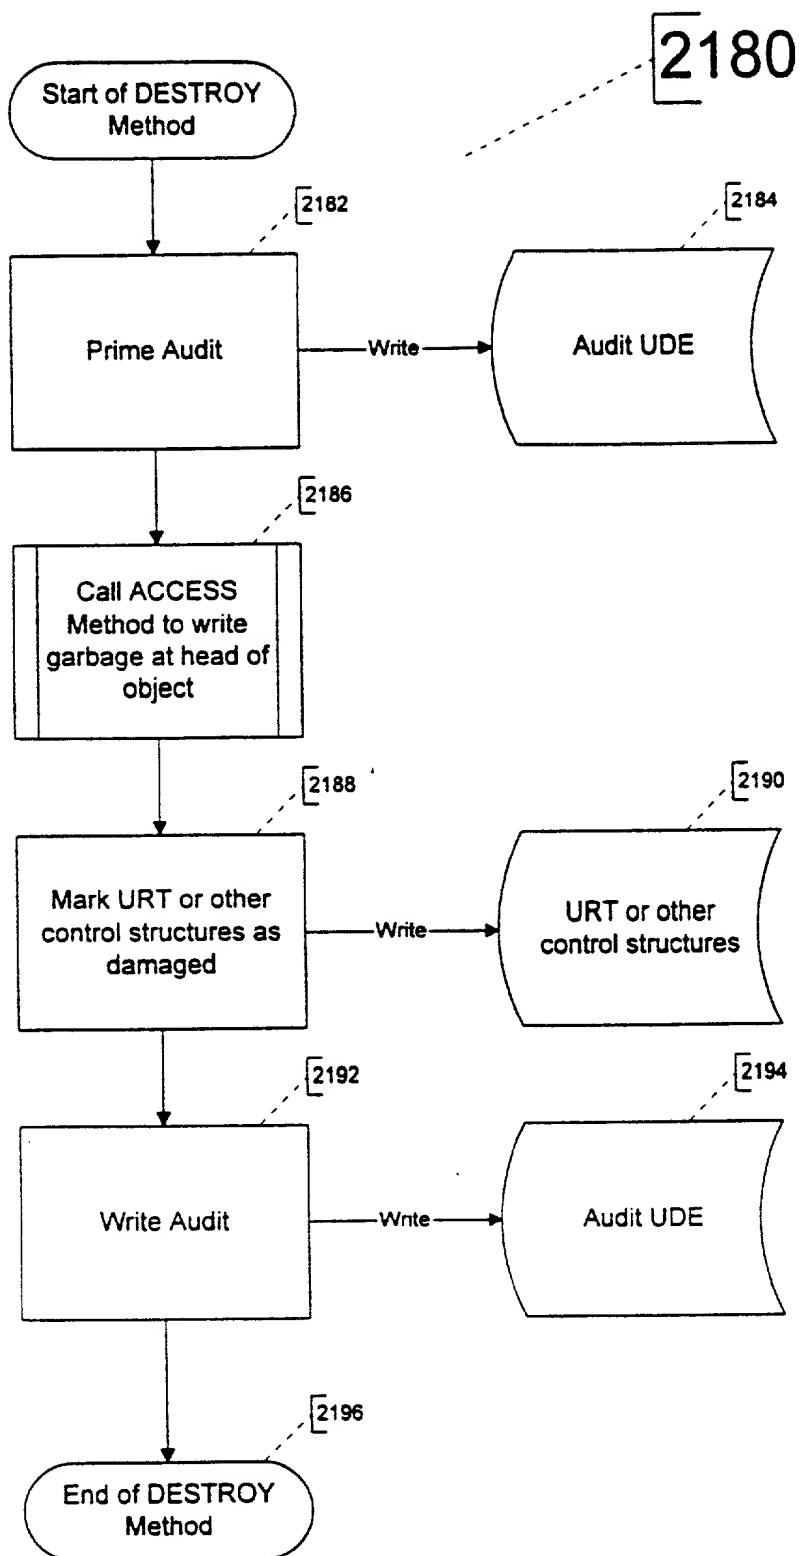 2180
Start of DESTROY
Method
2182
2184
Prime Audit
Write
Audit UDE
2186
Call ACCESS
Method to write
garbage at head of
object
2188
2190
Mark URT or other
control structures as
damaged
Write
URT or other
control structures
2192
2194
Write Audit
Write
Audit UDE
2196
End of DESTROY
Method